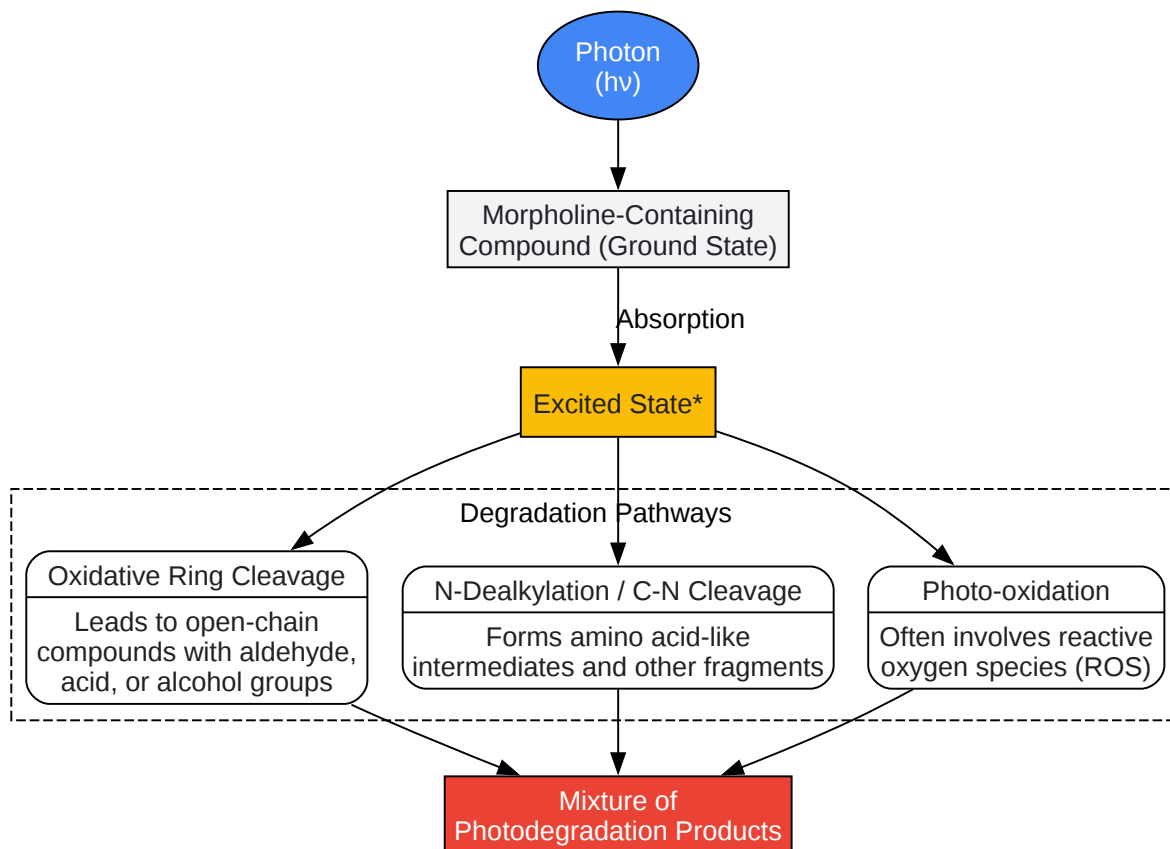 Photon
(hν)
Morpholine-Containing
Compound (Ground State)
Absorption
Excited State*
Degradation Pathways
Oxidative Ring Cleavage
Leads to open-chain
compounds with aldehyde,
acid, or alcohol groups
N-Dealkylation / C-N Cleavage
Forms amino acid-like
intermediates and other fragments
Photo-oxidation
Often involves reactive
oxygen species (ROS)
Mixture of
Photodegradation Products